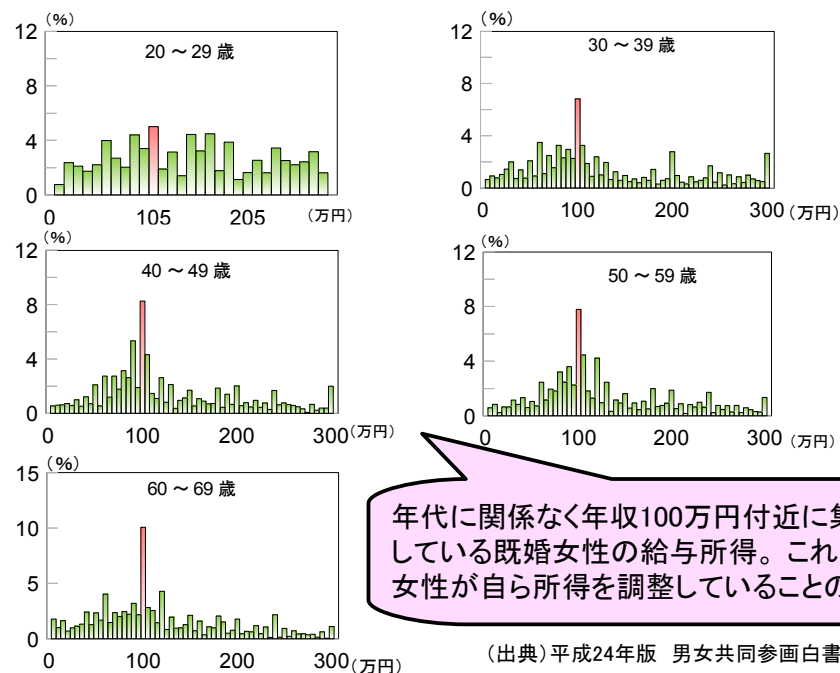 (%)
12
8
4
0
20 ~ 29 歳
0
105
205
(万円)
(%)
12
8
4
0
30 ~ 39 歳
0
100
200
300 (万円)
(%)
12
8
4
0
40 ~ 49 歳
0
100
200
300 (万円)
(%)
12
8
4
0
50 ~ 59 歳
0
100
200
300 (万円)
(%)
15
10
5
0
60 ~ 69 歳
0
100
200
300 (万円)
年代に関係なく年収100万円付近に集
している既婚女性の給与所得。これ
女性が自ら所得を調整していることの
(出典)平成24年版 男女共同参画白書